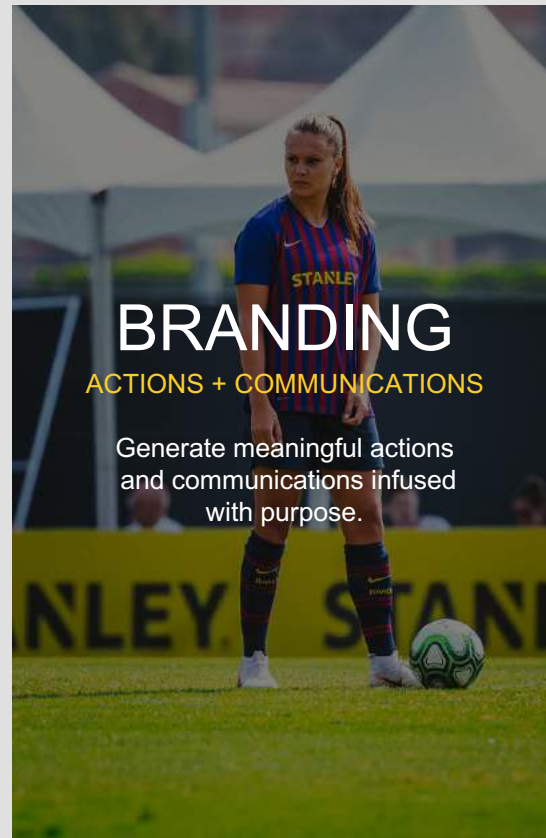 STANLEY
BRANDING
ACTIONS + COMMUNICATIONS
Generate meaningful actions
and communications infused
with purpose.
NLEY STAN